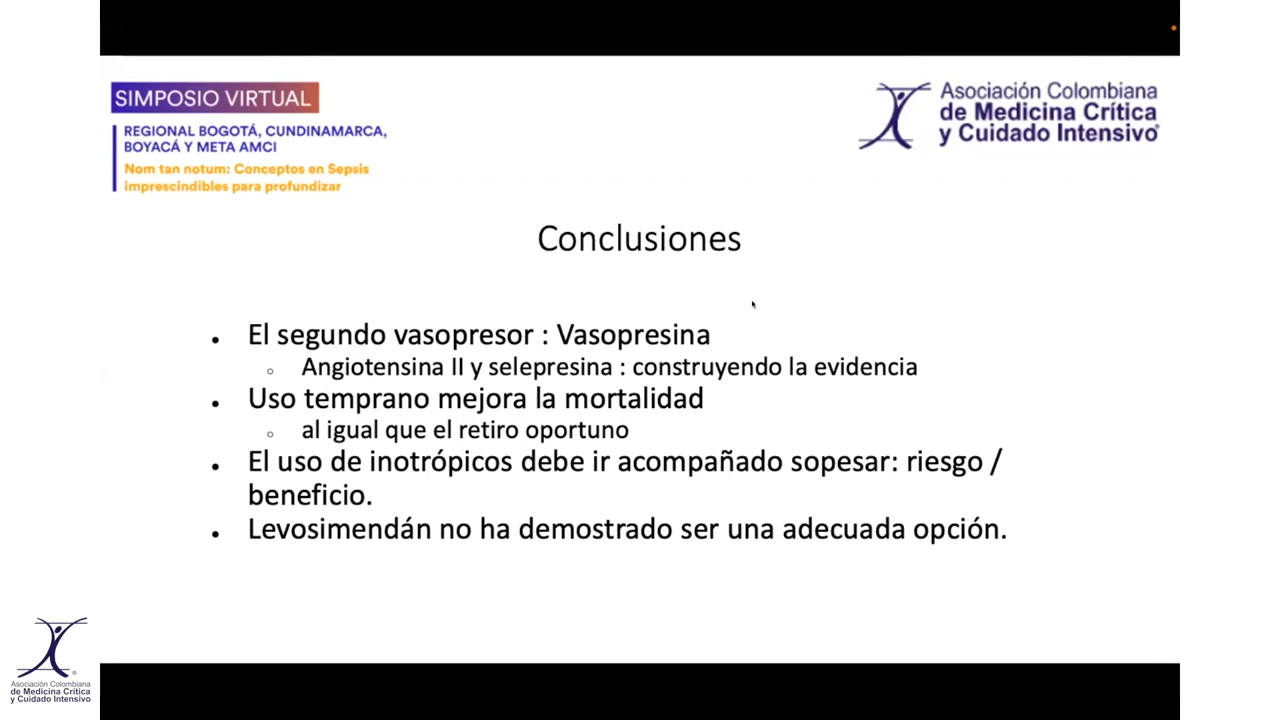 SIMPOSIO VIRTUAL
REGIONAL BOGOTÁ, CUNDINAMARCA,
BOYACÁ Y META AMCI
Nom tan notum: Conceptos en Sepsis
imprescindibles para profundizar
Asociación Colombiana
de Medicina Crítica
y Cuidado Intensivo
Conclusiones
• El segundo vasopresor : Vasopresina
○ Angiotensina II y selepresina : construyendo la evidencia
• Uso temprano mejora la mortalidad
○ al igual que el retiro oportuno
• El uso de inotrópicos debe ir acompañado sopesar: riesgo /
beneficio.
• Levosimendán no ha demostrado ser una adecuada opción.
Asociación Colombiana
de Medicina Crítica
y Cuidado Intensivo